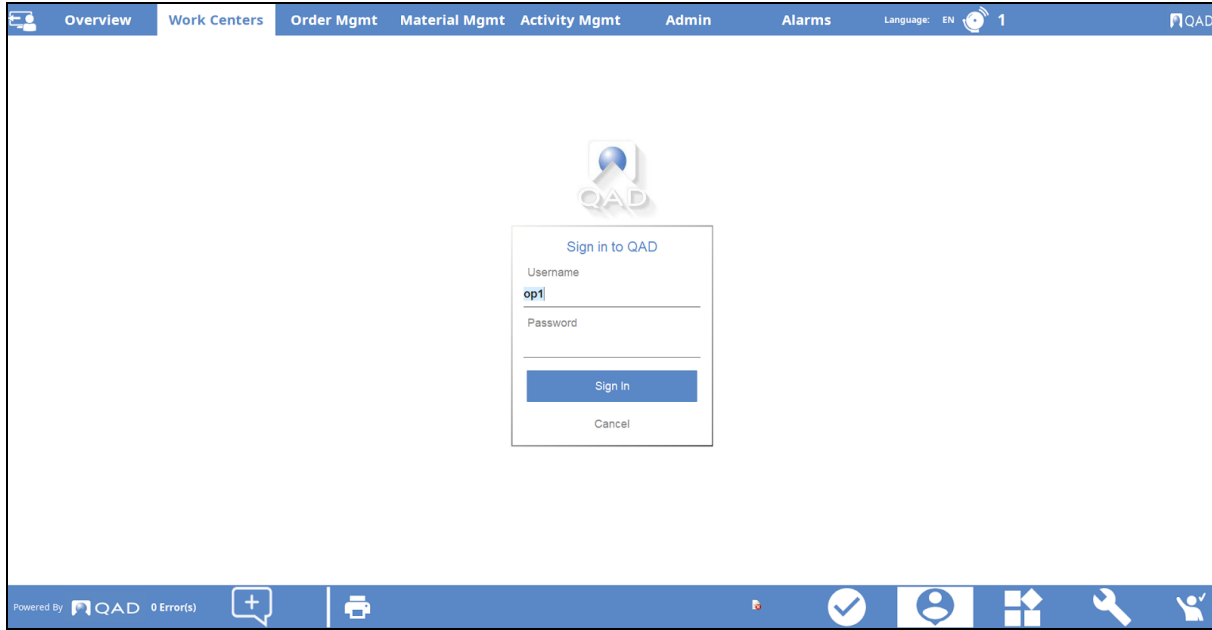 Overview Work Centers Order Mgmt Material Mgmt Activity Mgmt Admin Alarms Language: EN 1 QAD
QAD
Sign in to QAD
Username
op1
Password
Sign In
Cancel
Powered By QAD 0 Error(s)